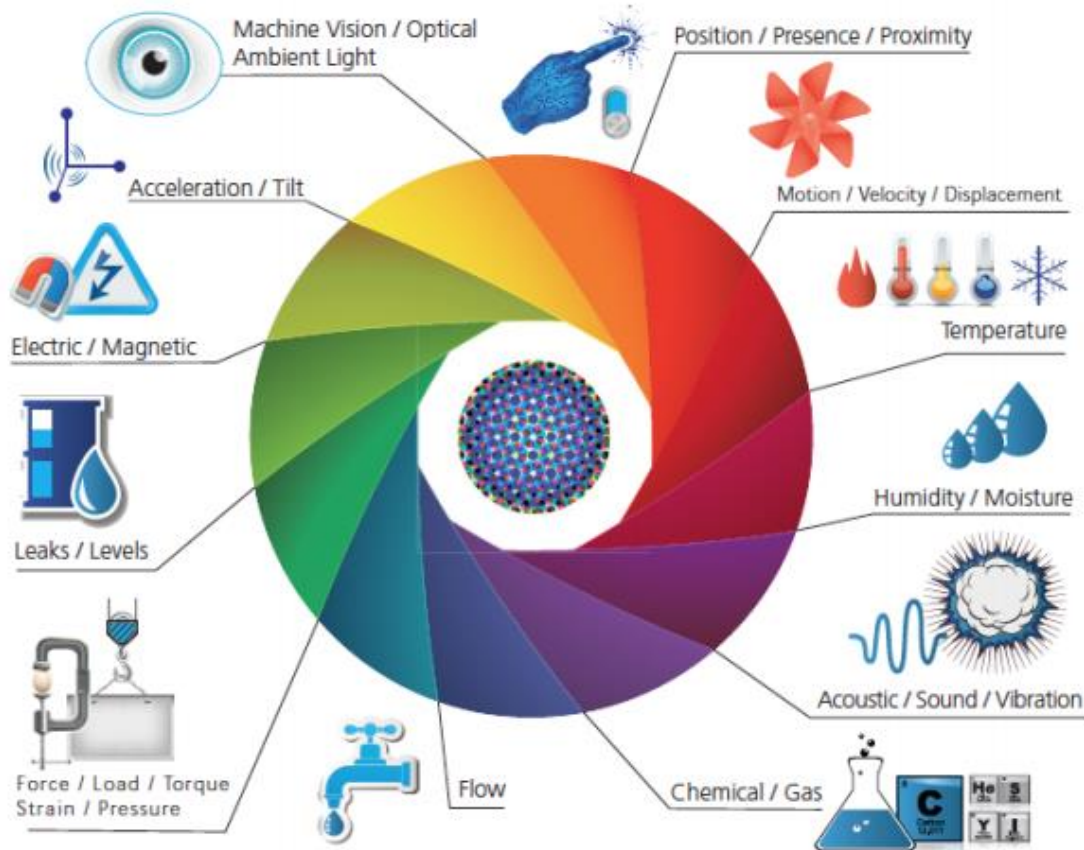 Machine Vision / Optical
Ambient Light
Position / Presence / Proximity
Acceleration / Tilt
Motion / Velocity / Displacement
Electric / Magnetic
Temperature
Leaks / Levels
Humidity / Moisture
Acoustic / Sound / Vibration
Force / Load / Torque
Strain / Pressure
Flow
Chemical / Gas
C
Carbon
He
S
Y